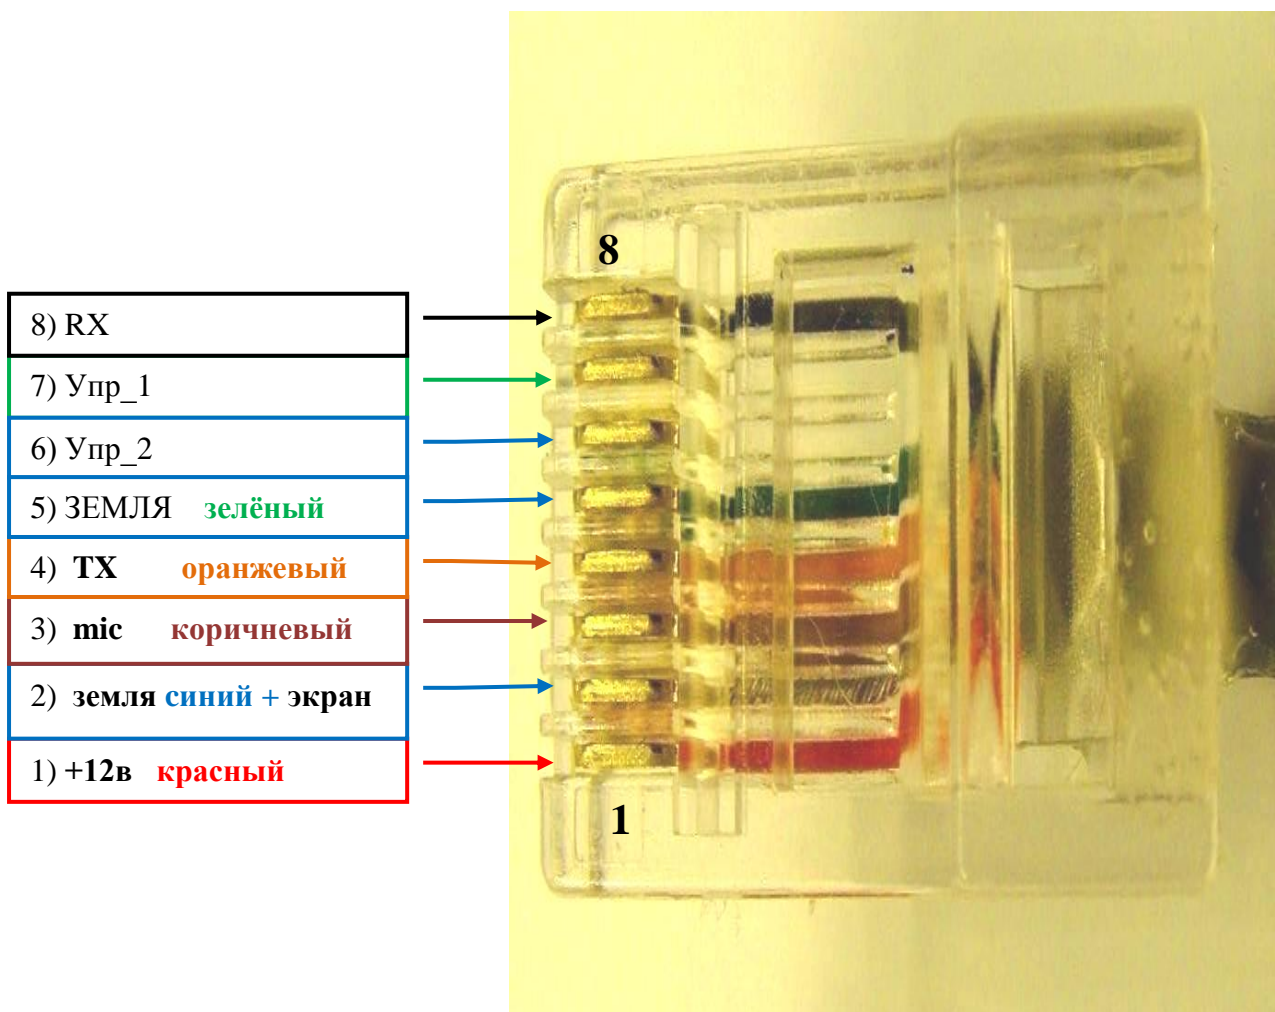 8
8) RX
7) Упр_1
6) Упр_2
5) ЗЕМЛЯ зелёный
4) TX оранжевый
3) mic коричневый
2) земля синий + экран
1) +12в красный
1